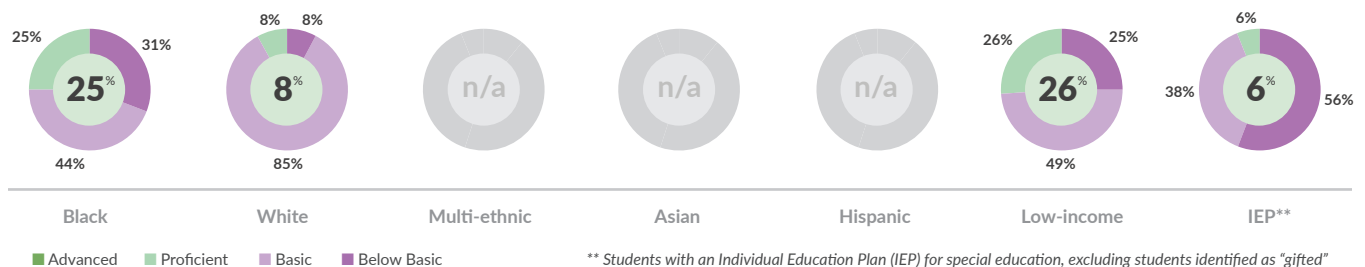 8% 8%
6%
25% 31%
26% 25%
25%
8%
n/a
n/a
n/a
26%
6%
38% 56%
44%
85%
49%
Black White Multi-ethnic Asian Hispanic Low-income IEP**
Advanced Proficient Basic Below Basic
** Students with an Individual Education Plan (IEP) for special education, excluding students identified as “gifted”